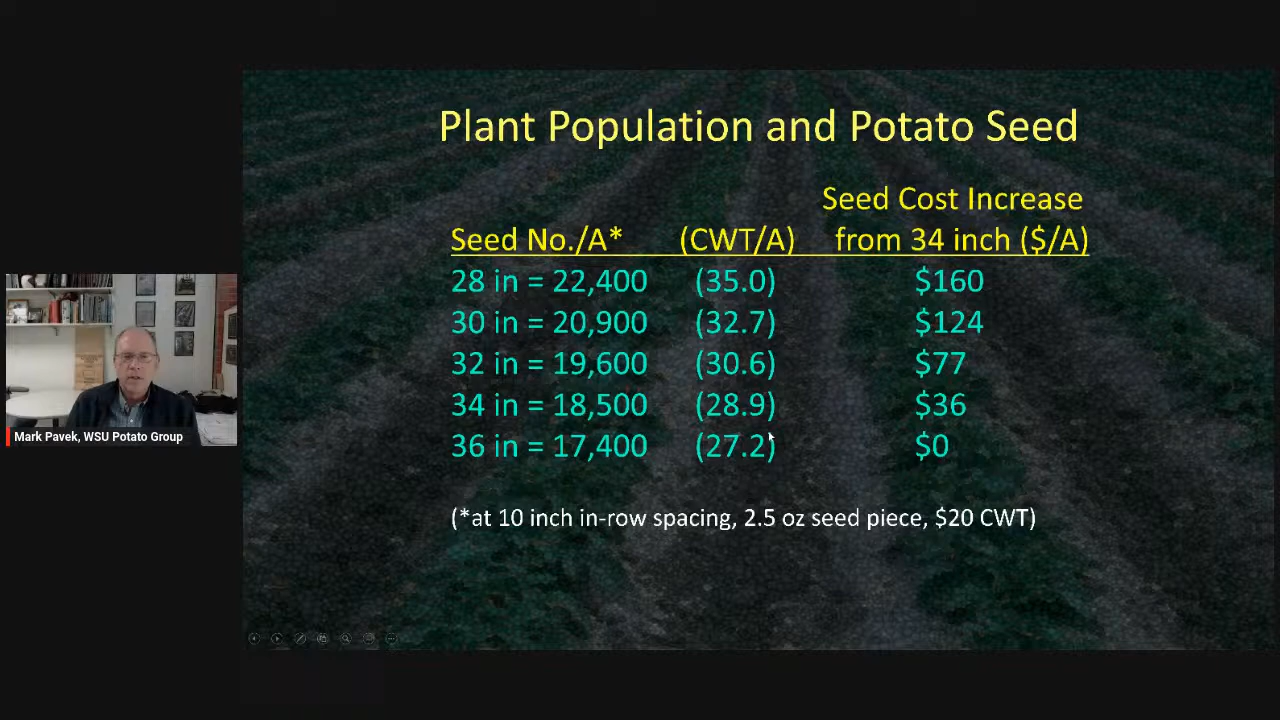 Plant Population and Potato Seed
Seed Cost Increase
Seed No./A* (CWT/A) from 34 inch ($/A)
28 in = 22,400 (35.0) $160
30 in = 20,900 (32.7) $124
32 in = 19,600 (30.6) $77
34 in = 18,500 (28.9) $36
36 in = 17,400 (27.2) $0
(*at 10 inch in-row spacing, 2.5 oz seed piece, $20 CWT)
Mark Pavek, WSU Potato Group